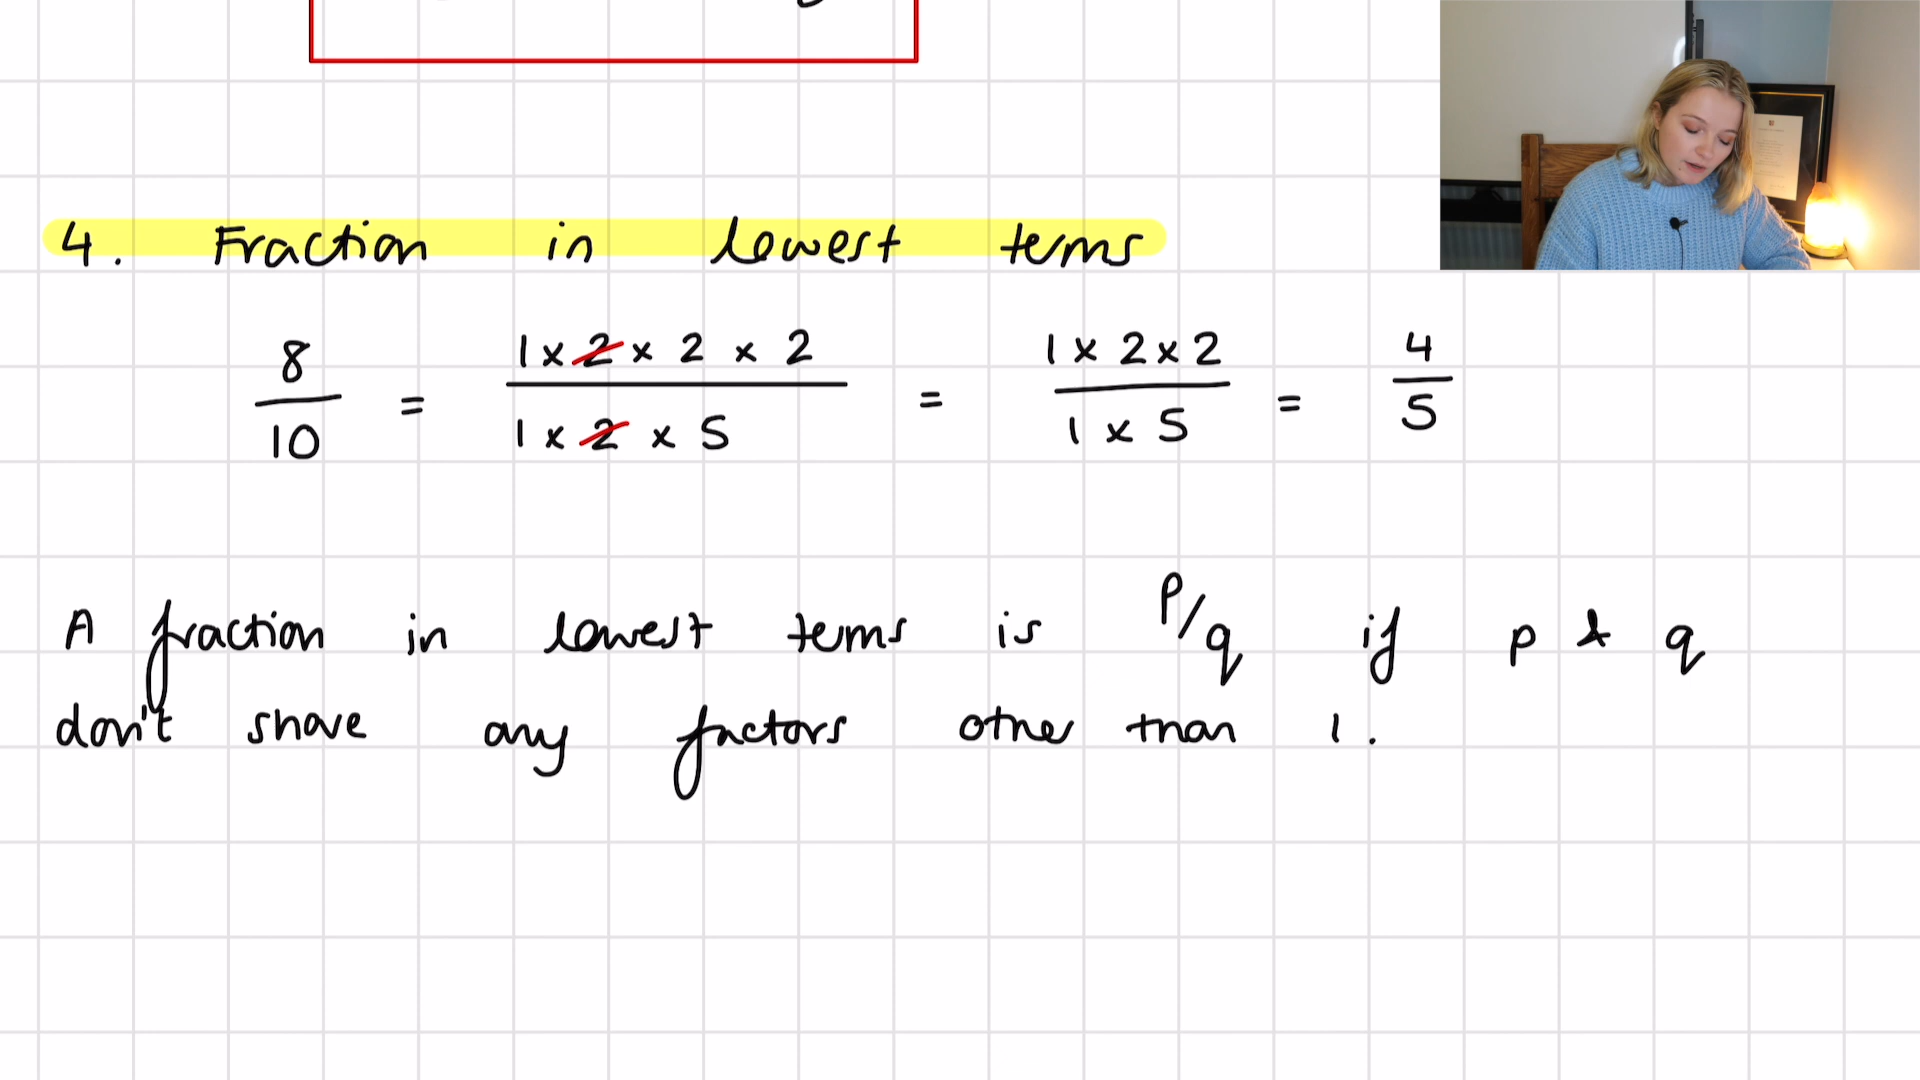 4. Fraction in lowest terms
8/10 = 1 x 2 x 2 x 2 / 1 x 2 x 5 = 1 x 2 x 2 / 1 x 5 = 4/5
A fraction in lowest terms is P/q if p & q
don't share any factors other than 1.